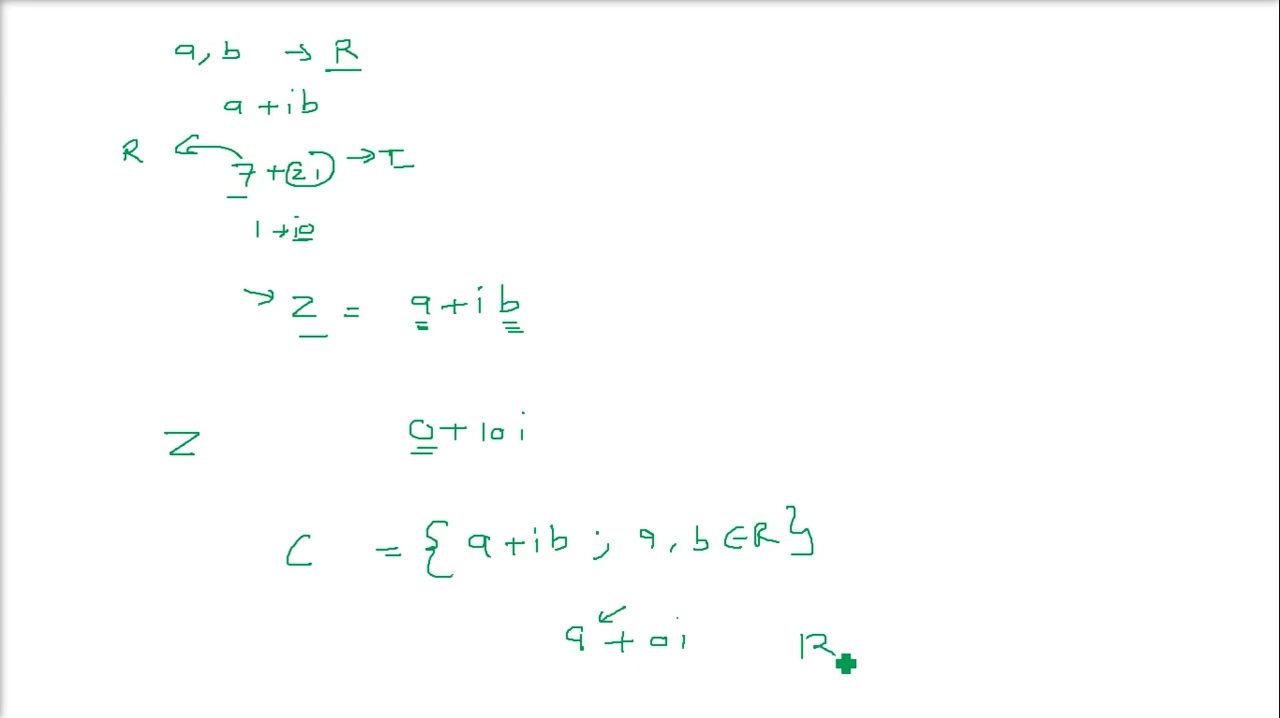 a, b → R
a + ib
R ← 7 + 2i → I
1 + i0
→ Z = a + ib
Z 0 + 10i
C = { a + ib ; a, b ∈ R }
a + 0i R